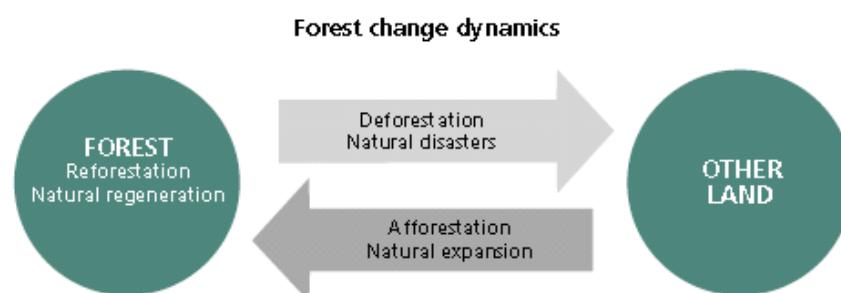 Forest change dynamics
FOREST
Reforestation
Natural regeneration
Deforestation
Natural disasters
Afforestation
Natural expansion
OTHER
LAND